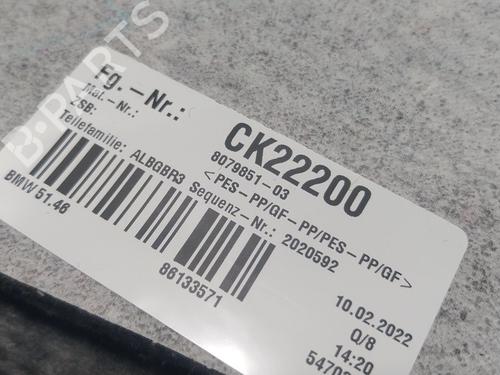 B-PARTS
Fg.-Nr.: CK22200
Mat.-Nr.: 8079851-03
ZSB: <PES-PP/GF-PP/PES-PP/GF>
Teilefamilie: ALBGBR3 Sequenz-Nr.: 2020592
BMW 51.46
86133571
10.02.2022
Q/8
14:20